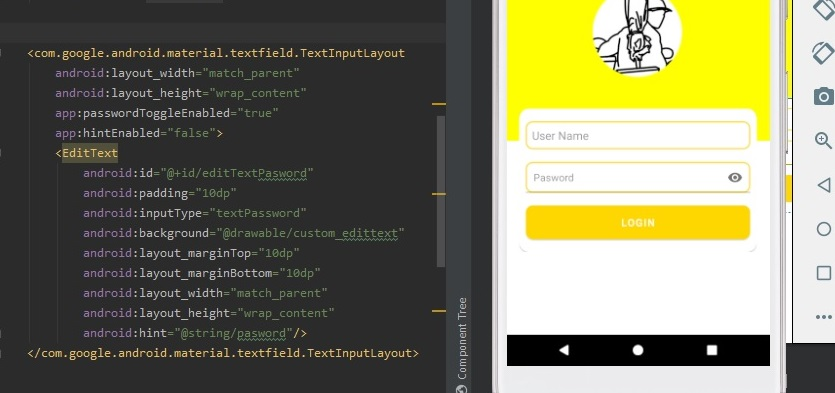 <com.google.android.material.textfield.TextInputLayout
android:layout_width="match_parent"
android:layout_height="wrap_content"
app:passwordToggleEnabled="true"
app:hintEnabled="false">
<EditText
android:id="@+id/editTextPasword"
android:padding="10dp"
android:inputType="textPassword"
android:background="@drawable/custom_edittext"
android:layout_marginTop="10dp"
android:layout_marginBottom="10dp"
android:layout_width="match_parent"
android:layout_height="wrap_content"
android:hint="@string/pasword"/>
</com.google.android.material.textfield.TextInputLayout>
Component Tree
User Name
Pasword
LOGIN